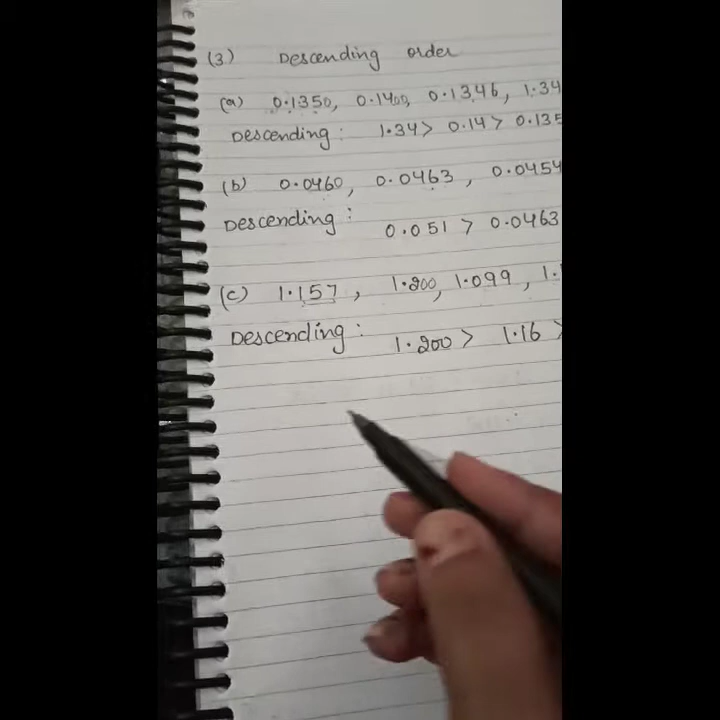 (3) Descending order
(a) 0.1350, 0.1400, 0.1346, 1.34
Descending: 1.34> 0.14> 0.135
(b) 0.0460, 0.0463, 0.0454
Descending: 0.051 > 0.0463
(c) 1.157, 1.200, 1.099, 1.
Descending: 1.200> 1.16 >